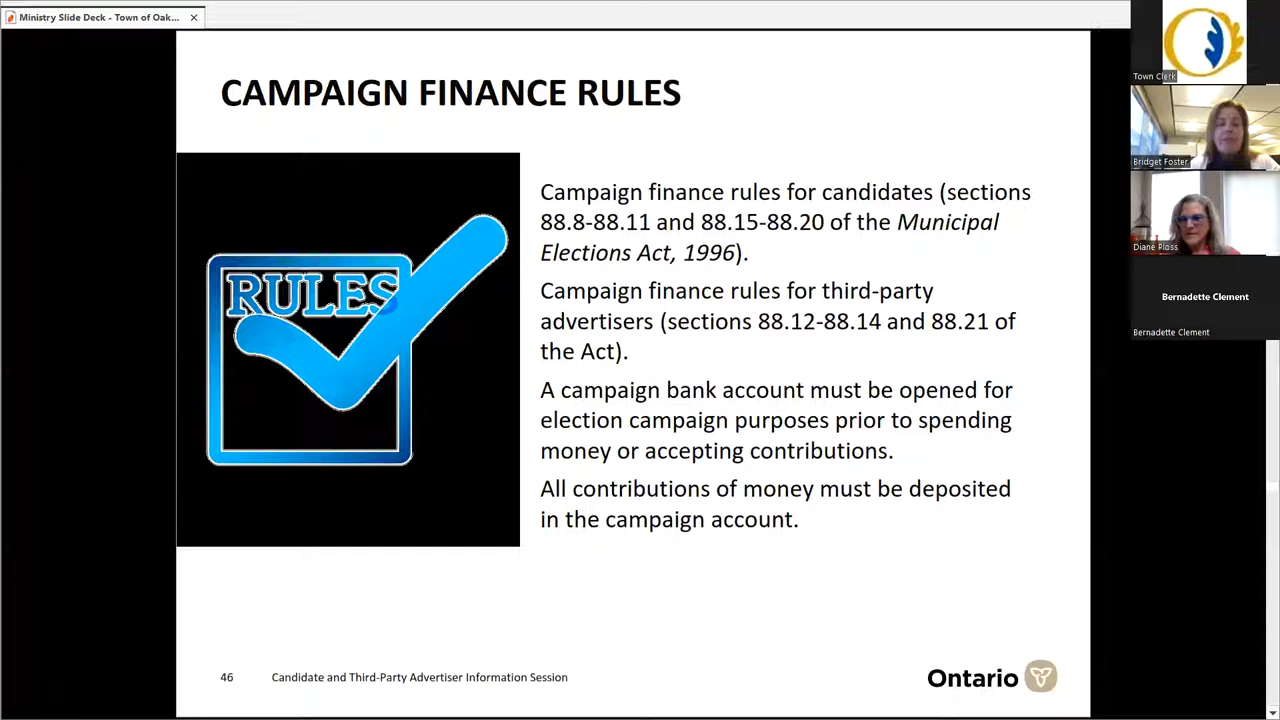 Ministry Slide Deck - Town of Oak...
CAMPAIGN FINANCE RULES
RULES
Campaign finance rules for candidates (sections
88.8-88.11 and 88.15-88.20 of the Municipal
Elections Act, 1996).
Campaign finance rules for third-party
advertisers (sections 88.12-88.14 and 88.21 of
the Act).
A campaign bank account must be opened for
election campaign purposes prior to spending
money or accepting contributions.
All contributions of money must be deposited
in the campaign account.
46
Candidate and Third-Party Advertiser Information Session
Ontario
Town Clerk
Bridget Foster
Diane Ploss
Bernadette Clement
Bernadette Clement